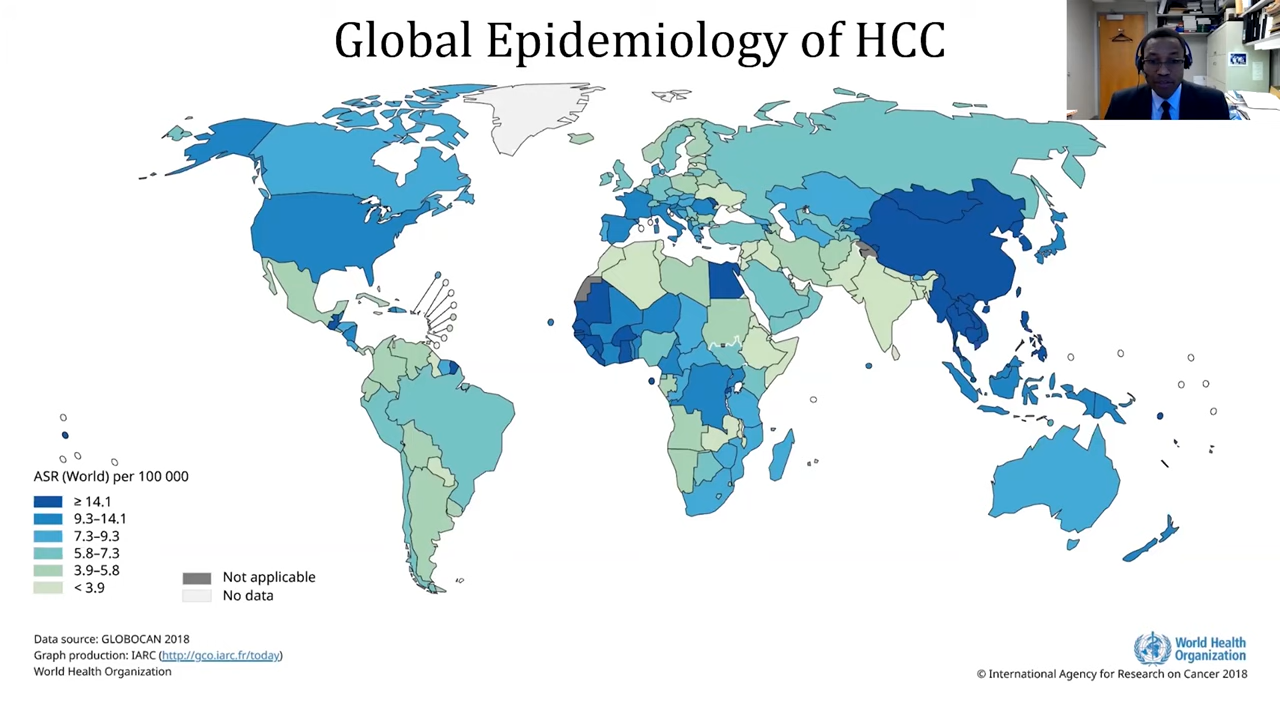 Global Epidemiology of HCC
ASR (World) per 100 000
≥ 14.1
9.3–14.1
7.3–9.3
5.8–7.3
3.9–5.8
< 3.9
Not applicable
No data
Data source: GLOBOCAN 2018
Graph production: IARC (http://gco.iarc.fr/today)
World Health Organization
World Health
Organization
© International Agency for Research on Cancer 2018